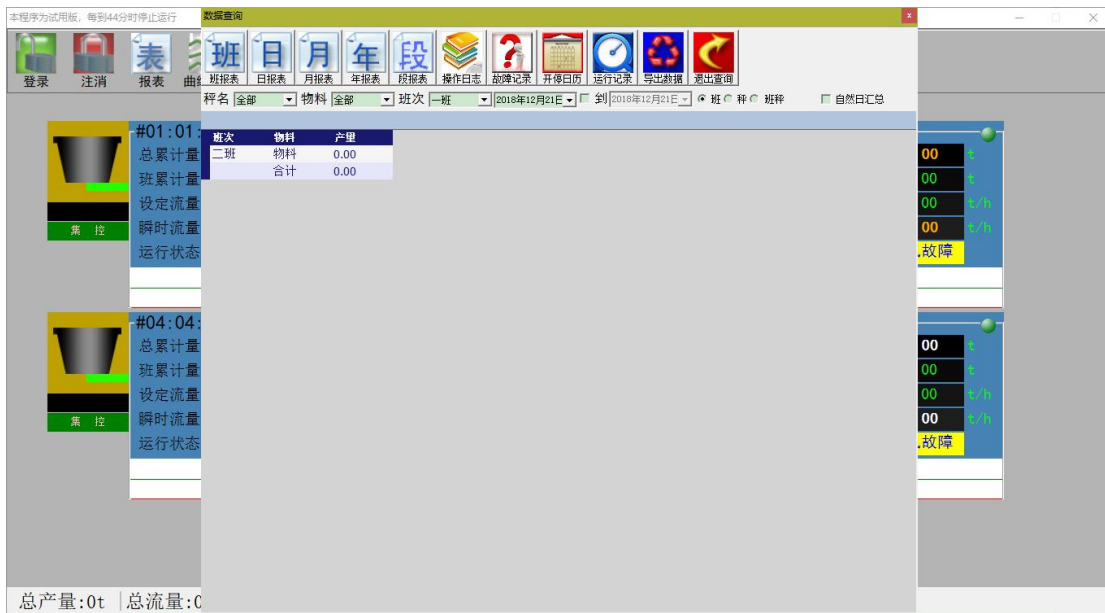 本程序为试用版，每到44分时停止运行
数据查询
登录 注消 报表
班报表 日报表 月报表 年报表 段报表 操作日志 故障记录 开停日历 运行记录 导出数据 退出查询
秤名 全部 物料 全部 班次 一班 2018年12月21日 到 2018年12月21日 班 秤 班秤 自然日汇总
班次 物料 产量
二班 物料 0.00
合计 0.00
#01:01:
总累计量 00 t
班累计量 00 t
设定流量 00 t/h
瞬时流量 00 t/h
运行状态 故障
集 控
#04:04:
总累计量 00 t
班累计量 00 t
设定流量 00 t/h
瞬时流量 00 t/h
运行状态 故障
集 控
总产量:0t 总流量:0